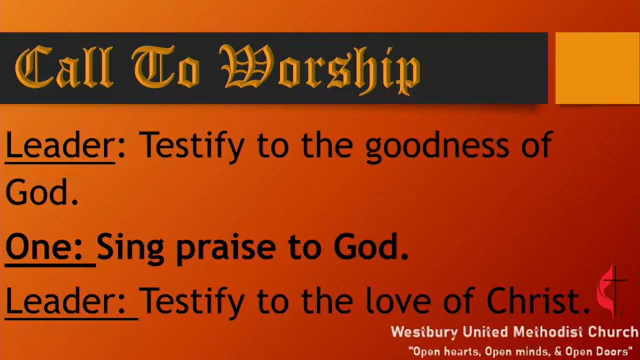 Call To Worship
Leader: Testify to the goodness of
God.
One: Sing praise to God.
Leader: Testify to the love of Christ.
Westbury United Methodist Church
"Open hearts, Open minds, & Open Doors"